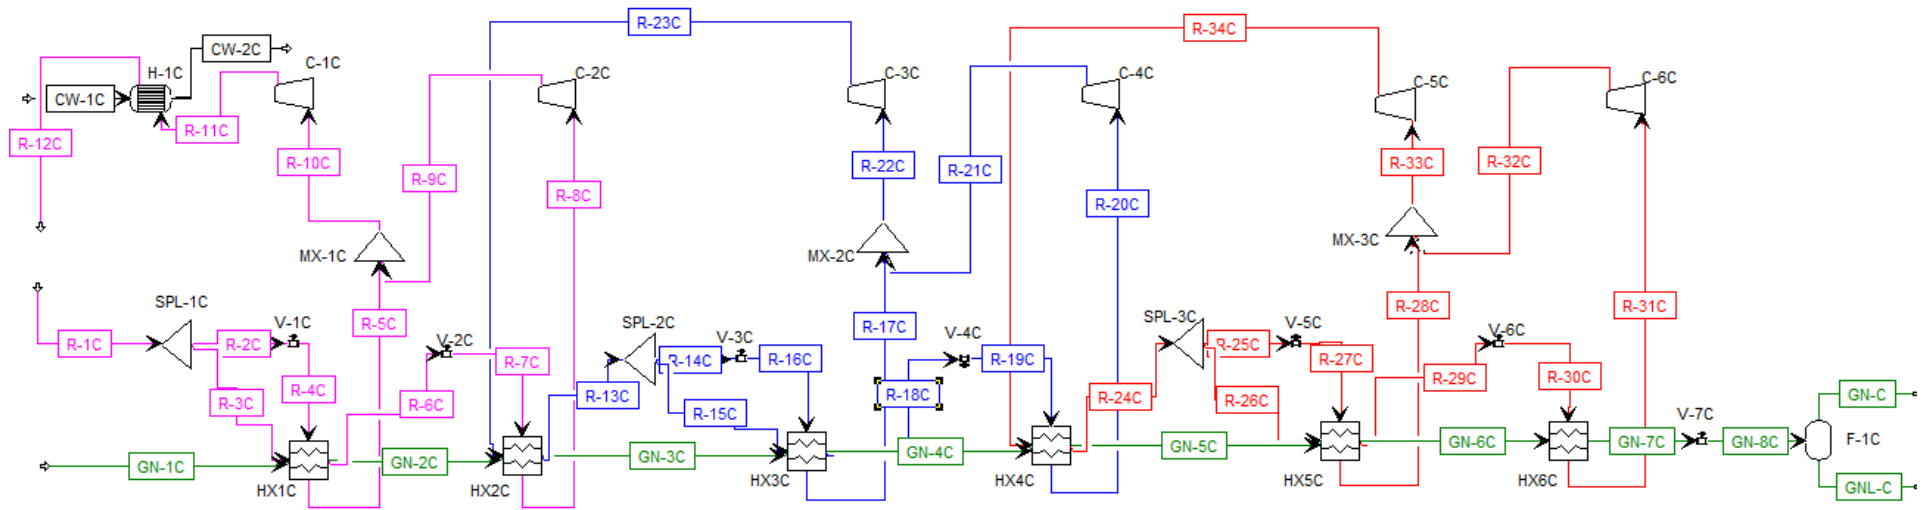 R-23C
R-34C
CW-2C
C-1C
H-1C
C-2C
C-3C
C-4C
C-5C
C-6C
CW-1C
R-11C
R-12C
R-10C
R-9C
R-8C
R-22C
R-21C
R-20C
R-33C
R-32C
MX-1C
MX-2C
MX-3C
SPL-1C
R-5C
R-17C
SPL-2C
SPL-3C
R-28C
R-31C
V-1C
V-2C
V-3C
V-4C
V-5C
V-6C
R-1C
R-2C
R-7C
R-14C
R-16C
R-19C
R-25C
R-27C
R-4C
R-3C
R-6C
R-13C
R-15C
R-18C
R-24C
R-26C
R-29C
R-30C
GN-C
V-7C
GN-1C
GN-2C
GN-3C
GN-4C
GN-5C
GN-6C
GN-7C
GN-8C
F-1C
HX1C
HX2C
HX3C
HX4C
HX5C
HX6C
GNL-C